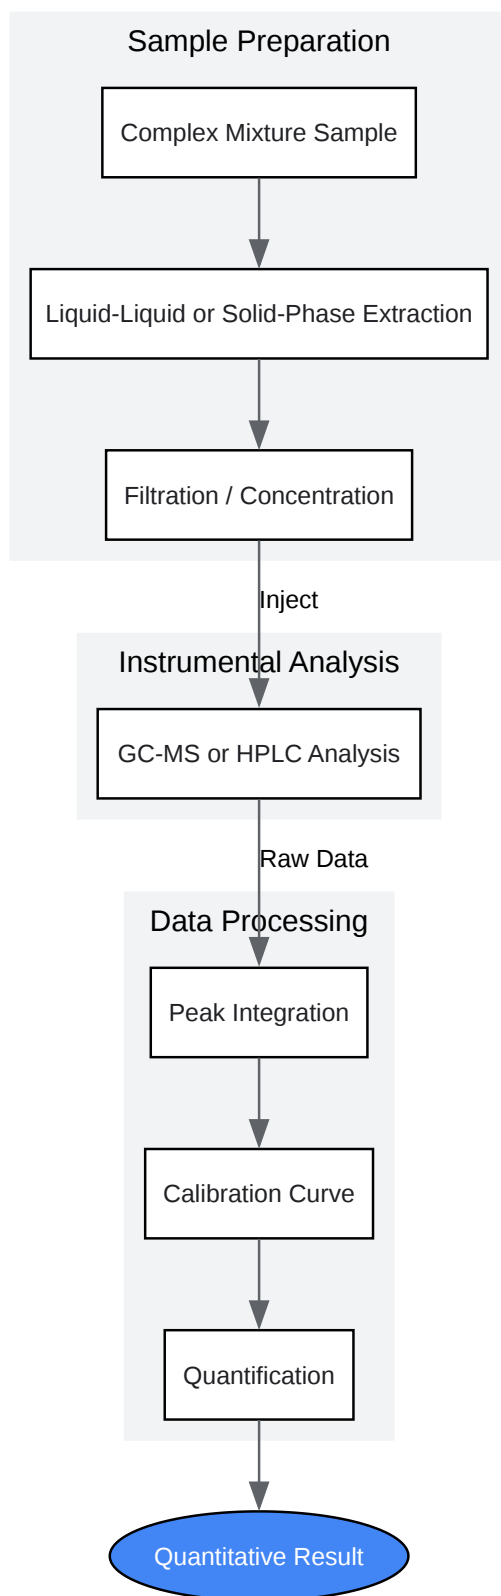 Sample Preparation
Complex Mixture Sample
Liquid-Liquid or Solid-Phase Extraction
Filtration / Concentration
Inject
Instrumental Analysis
GC-MS or HPLC Analysis
Raw Data
Data Processing
Peak Integration
Calibration Curve
Quantification
Quantitative Result